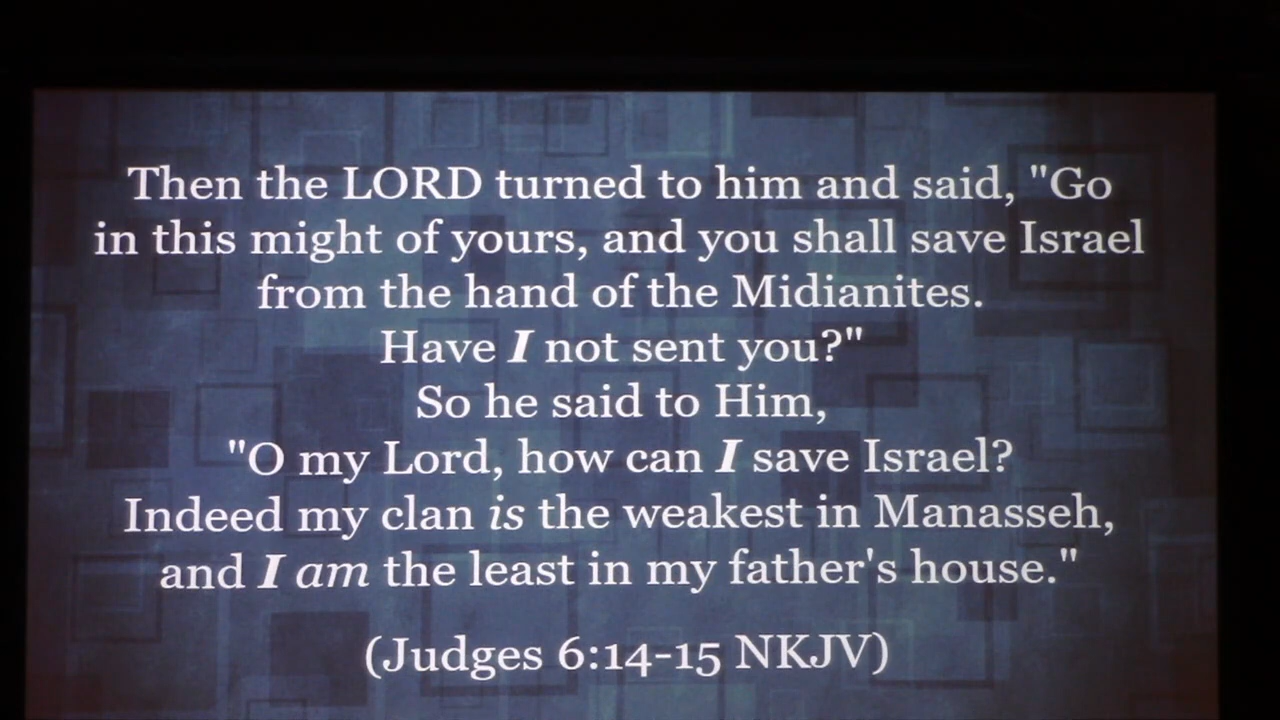 Then the LORD turned to him and said, "Go
in this might of yours, and you shall save Israel
from the hand of the Midianites.
Have I not sent you?"
So he said to Him,
"O my Lord, how can I save Israel?
Indeed my clan is the weakest in Manasseh,
and I am the least in my father's house."
(Judges 6:14-15 NKJV)